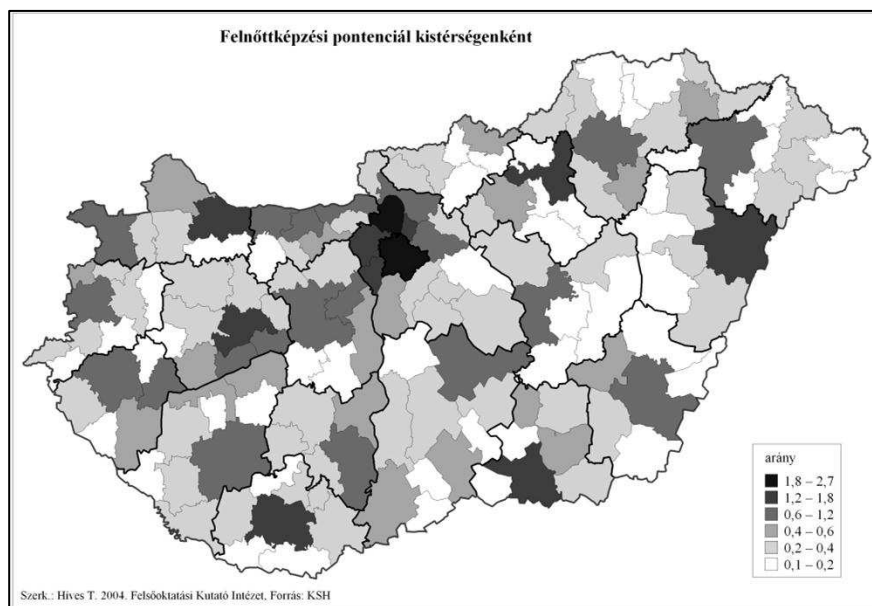 Felnőttképzési pontenciál kistérségenként
arány
1,8 – 2,7
1,2 – 1,8
0,6 – 1,2
0,4 – 0,6
0,2 – 0,4
0,1 – 0,2
Szerk.: Híves T. 2004. Felsőoktatási Kutató Intézet, Forrás: KSH